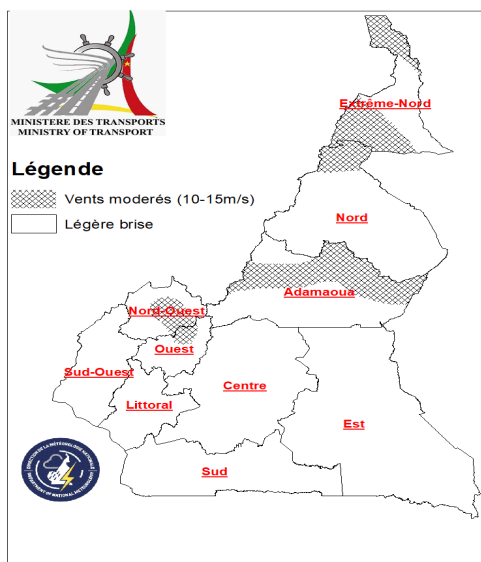 MINISTERE DES TRANSPORTS
MINISTRY OF TRANSPORT
Légende
Vents moderés (10-15m/s)
Légère brise
Extrême-Nord
Nord
Adamaoua
Nord-Ouest
Ouest
Sud-Ouest
Littoral
Centre
Est
Sud